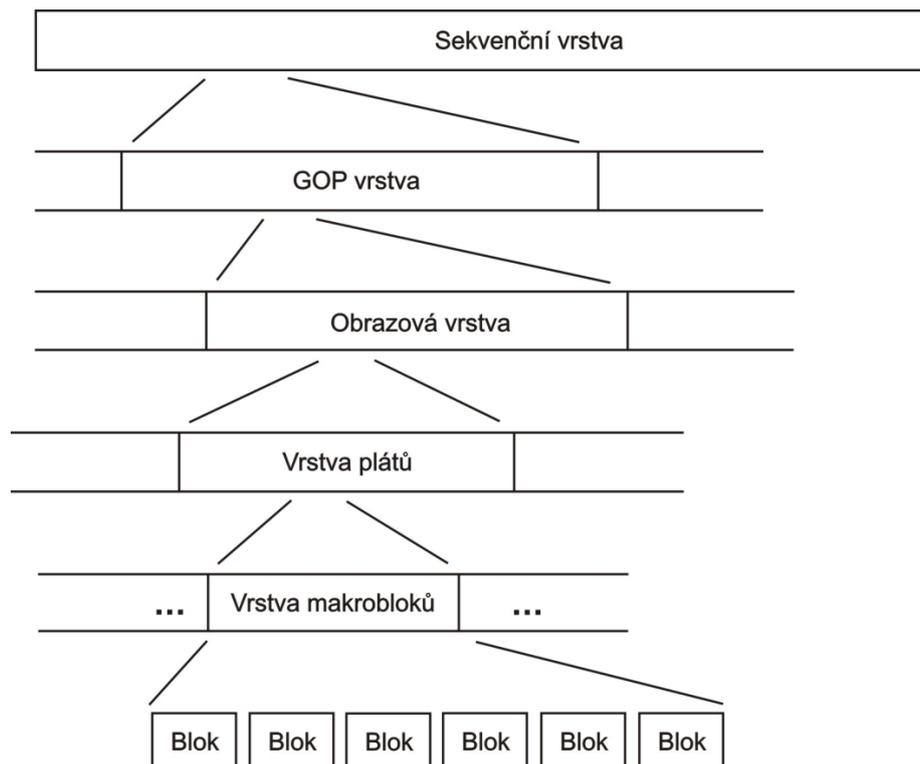 Sekvenční vrstva
GOP vrstva
Obrazová vrstva
Vrstva plátů
... Vrstva makrobloků ...
Blok Blok Blok Blok Blok Blok